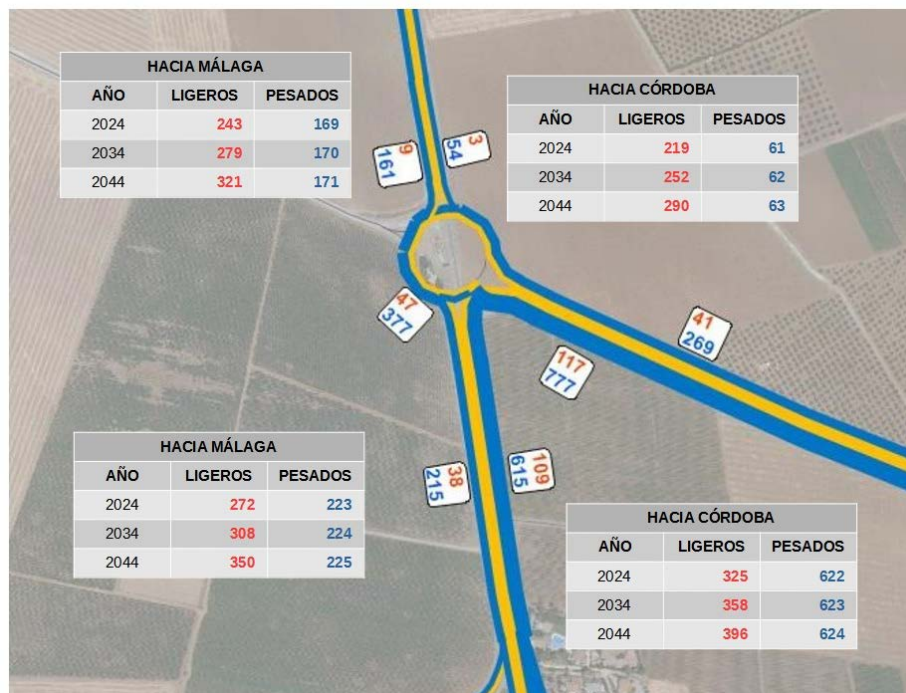 HACIA MÁLAGA
AÑO LIGEROS PESADOS
2024 243 169
2034 279 170
2044 321 171
HACIA CÓRDOBA
AÑO LIGEROS PESADOS
2024 219 61
2034 252 62
2044 290 63
9
161
3
54
47
377
41
269
117
777
38
215
109
615
HACIA MÁLAGA
AÑO LIGEROS PESADOS
2024 272 223
2034 308 224
2044 350 225
HACIA CÓRDOBA
AÑO LIGEROS PESADOS
2024 325 622
2034 358 623
2044 396 624